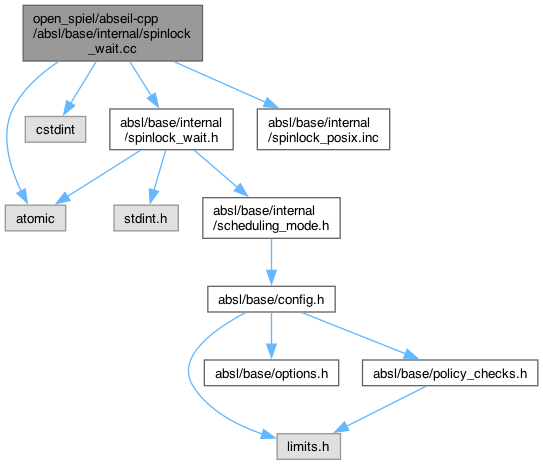 open_spiel/abseil-cpp
/absl/base/internal/spinlock
_wait.cc
cstdint
absl/base/internal
/spinlock_wait.h
absl/base/internal
/spinlock_posix.inc
atomic
stdint.h
absl/base/internal
/scheduling_mode.h
absl/base/config.h
absl/base/options.h
absl/base/policy_checks.h
limits.h